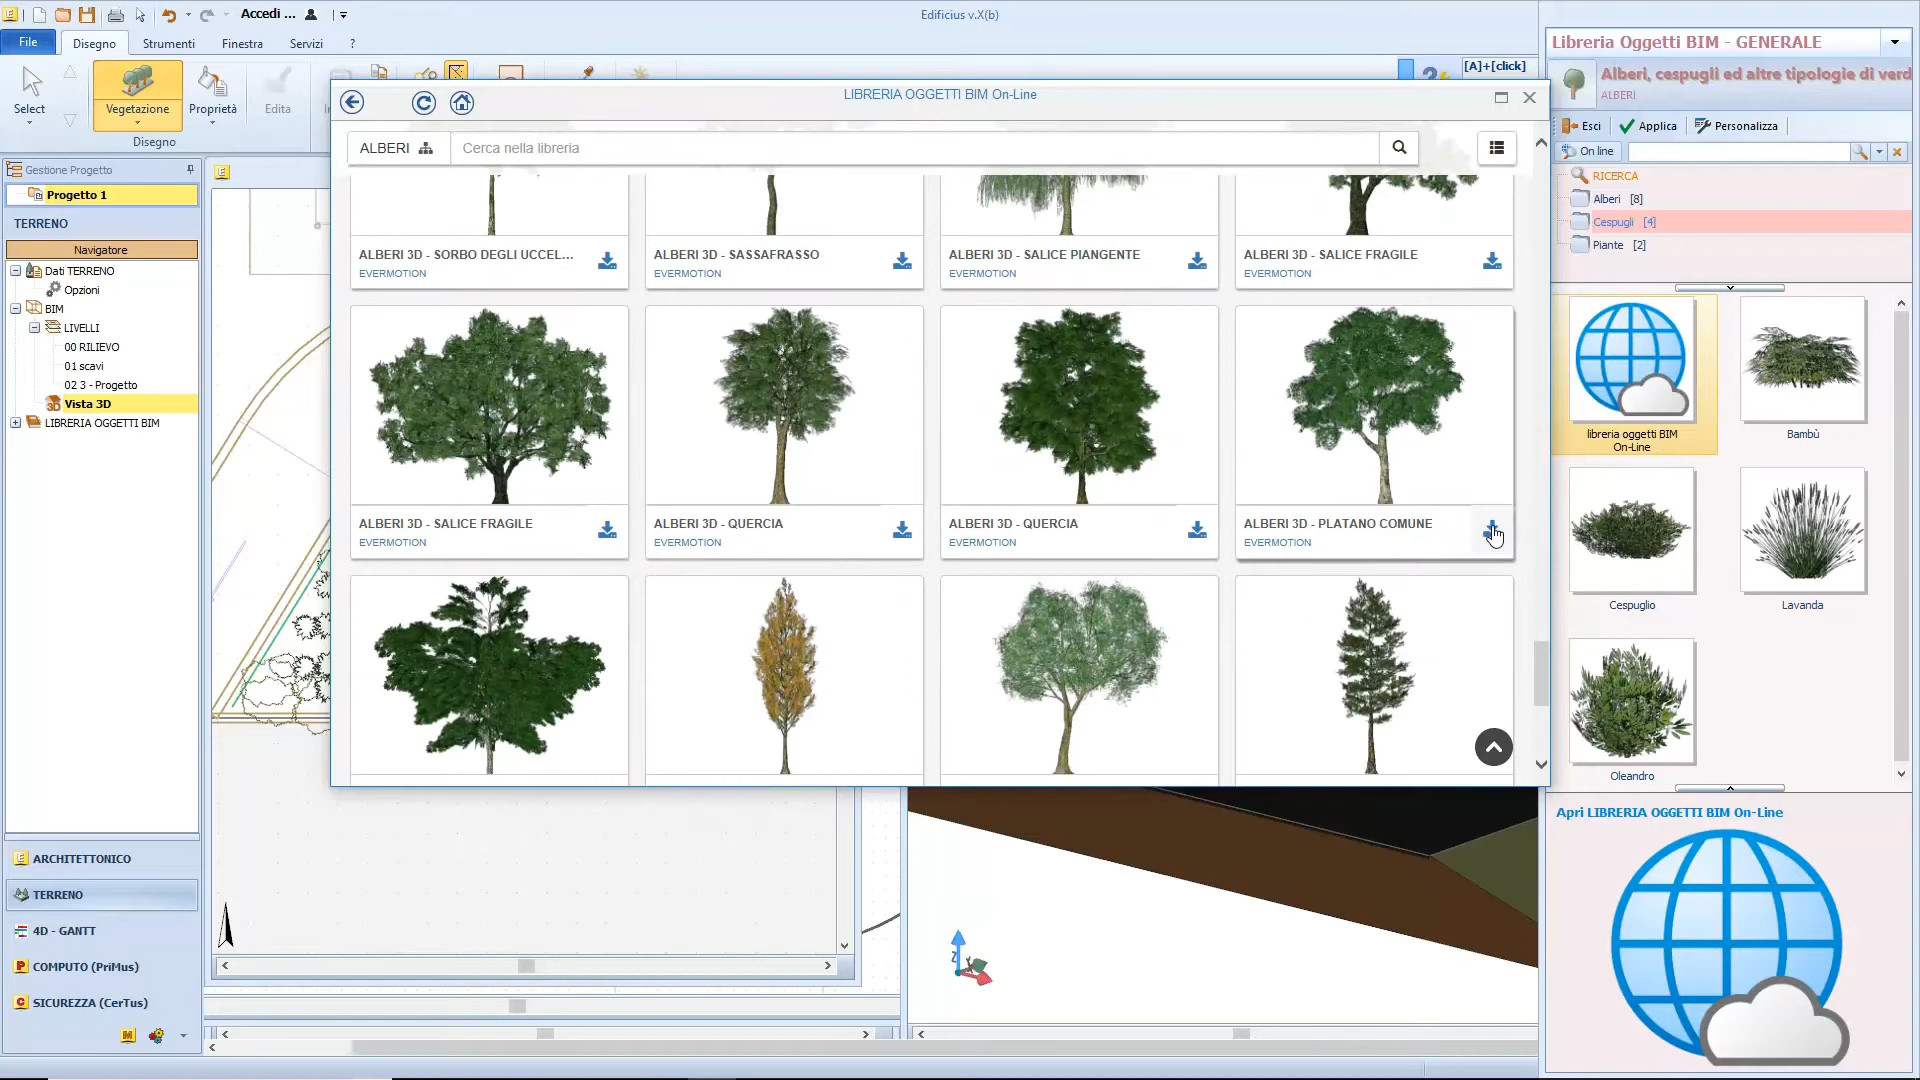 Accedi ...
Edificius v.X(b)
File
Disegno
Strumenti
Finestra
Servizi
?
Select
Vegetazione
Proprietà
Edita
Disegno
[A]+[click]
Gestione Progetto
Progetto 1
TERRENO
Navigatore
Dati TERRENO
Opzioni
BIM
LIVELLI
00 RILIEVO
01 scavi
02 3 - Progetto
3D
Vista 3D
LIBRERIA OGGETTI BIM
ARCHITETTONICO
TERRENO
4D - GANTT
COMPUTO (PriMus)
SICUREZZA (CerTus)
LIBRERIA OGGETTI BIM On-Line
ALBERI
Cerca nella libreria
ALBERI 3D - SORBO DEGLI UCCEL...
EVERMOTION
ALBERI 3D - SASSAFRASSO
EVERMOTION
ALBERI 3D - SALICE PIANGENTE
EVERMOTION
ALBERI 3D - SALICE FRAGILE
EVERMOTION
ALBERI 3D - SALICE FRAGILE
EVERMOTION
ALBERI 3D - QUERCIA
EVERMOTION
ALBERI 3D - QUERCIA
EVERMOTION
ALBERI 3D - PLATANO COMUNE
EVERMOTION
Z
Libreria Oggetti BIM - GENERALE
Alberi, cespugli ed altre tipologie di verd
ALBERI
Esci
Applica
Personalizza
On line
RICERCA
Alberi [8]
Cespugli [4]
Piante [2]
libreria oggetti BIM
On-Line
Bambù
Cespuglio
Lavanda
Oleandro
Apri LIBRERIA OGGETTI BIM On-Line